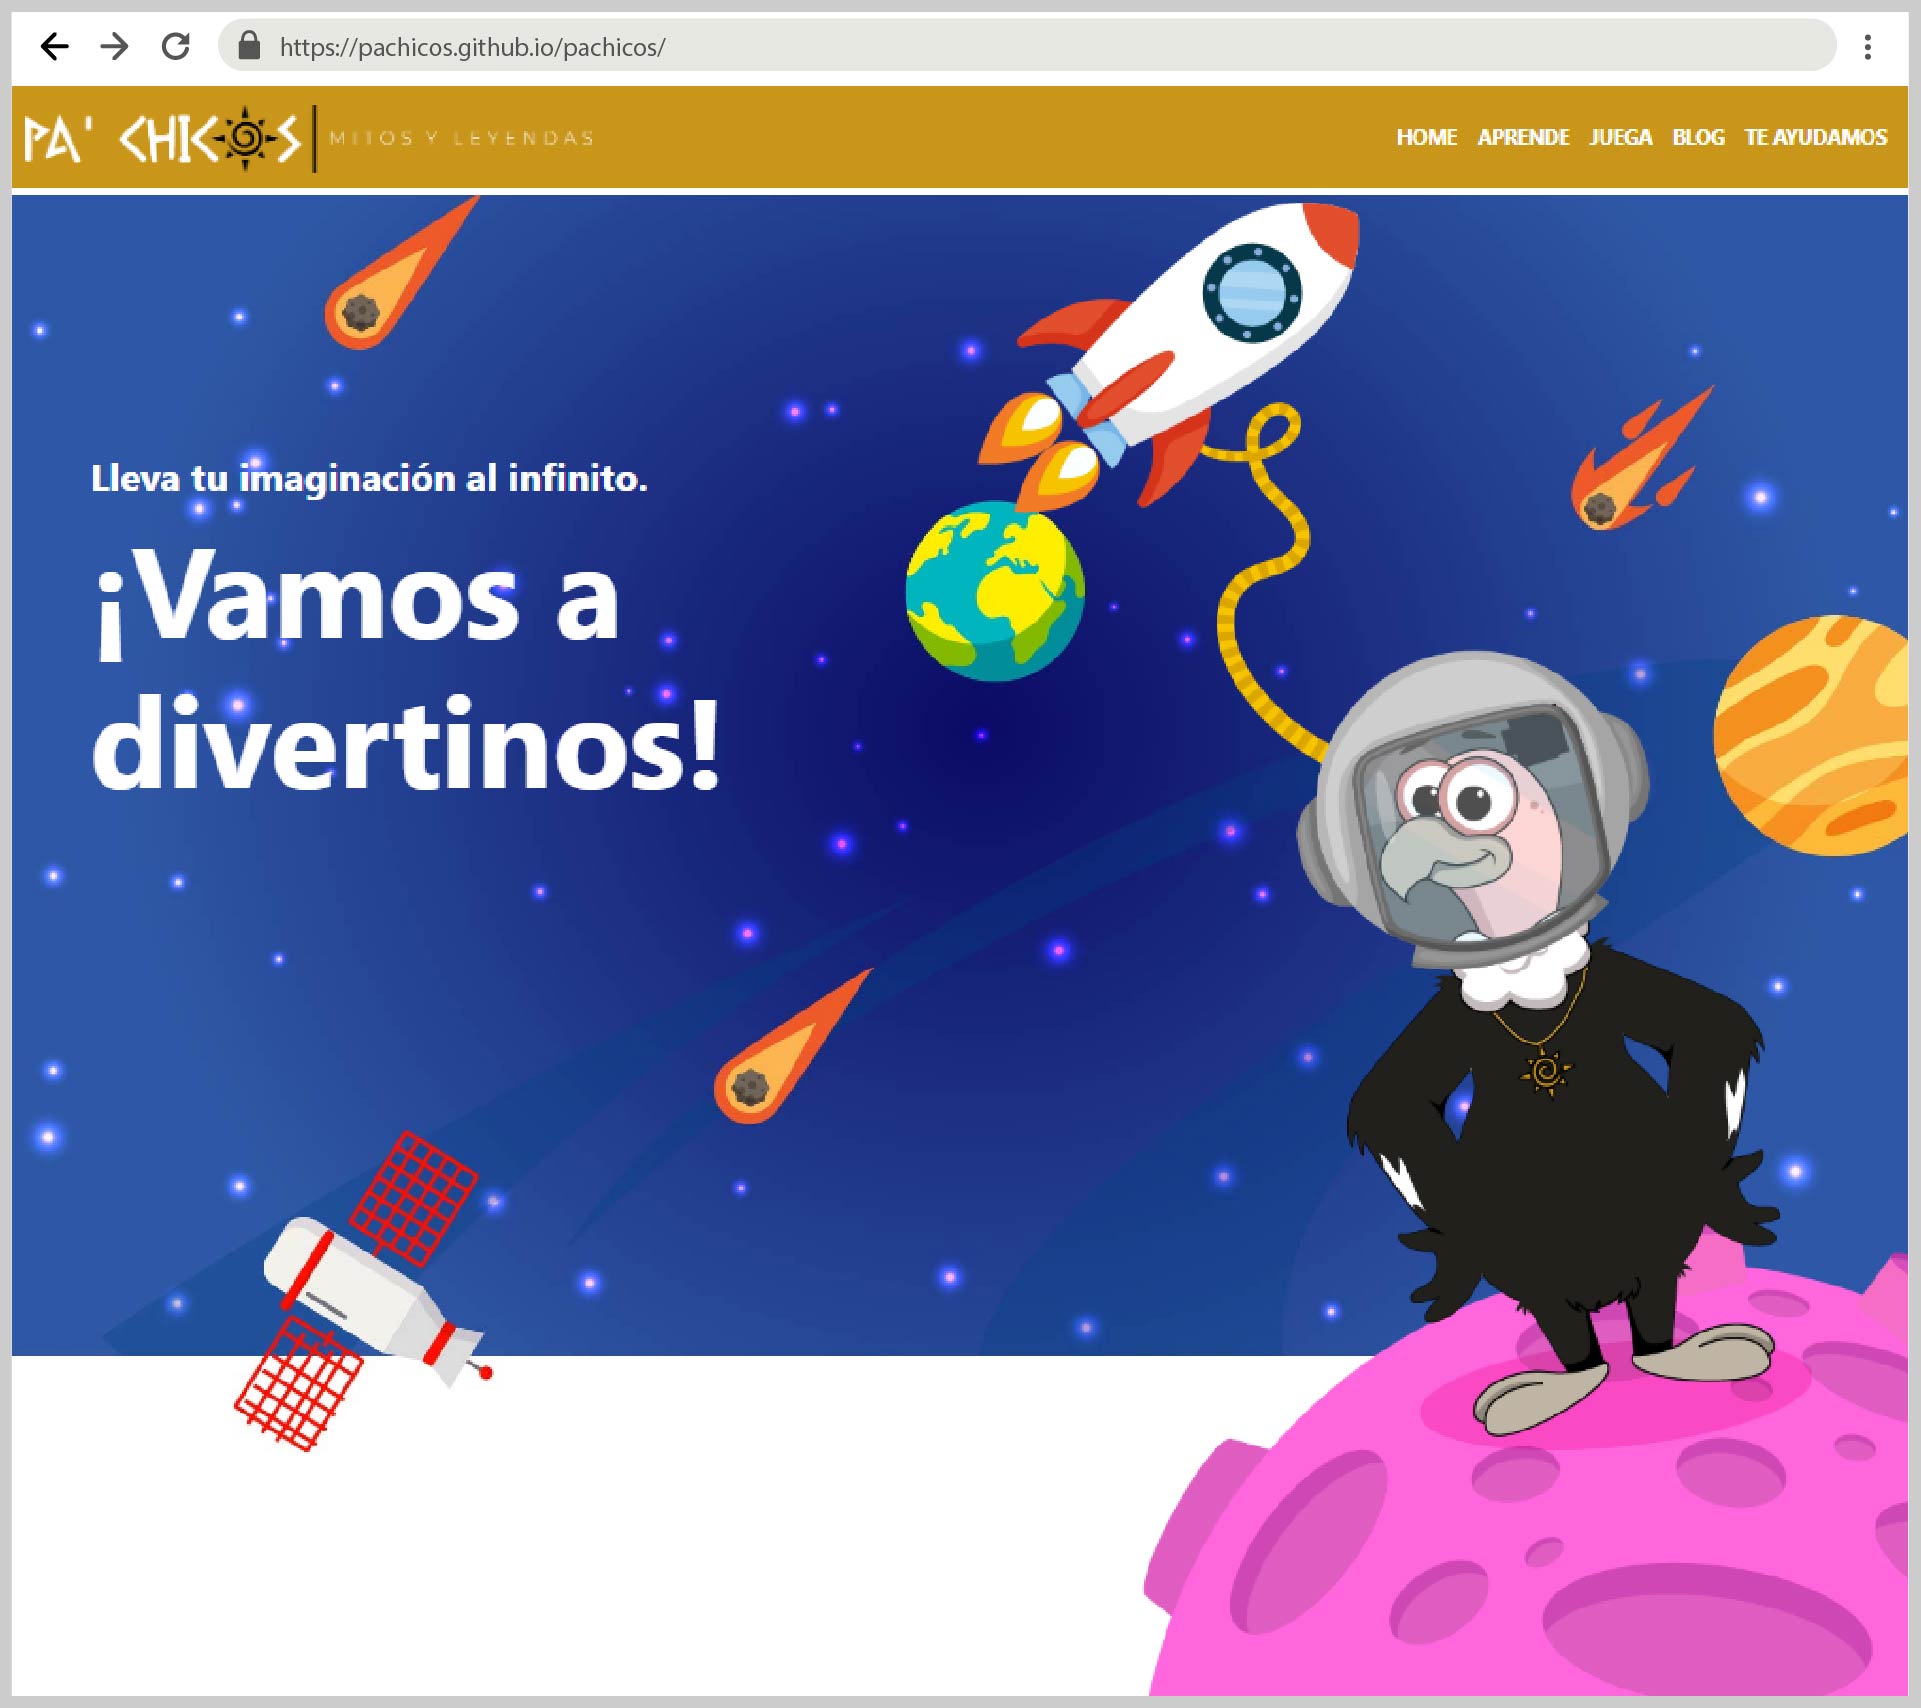 https://pachicos.github.io/pachicos/
PA' CHICOS MITOS Y LEYENDAS
HOME APRENDE JUEGA BLOG TE AYUDAMOS
Lleva tu imaginación al infinito.
¡Vamos a
divertinos!